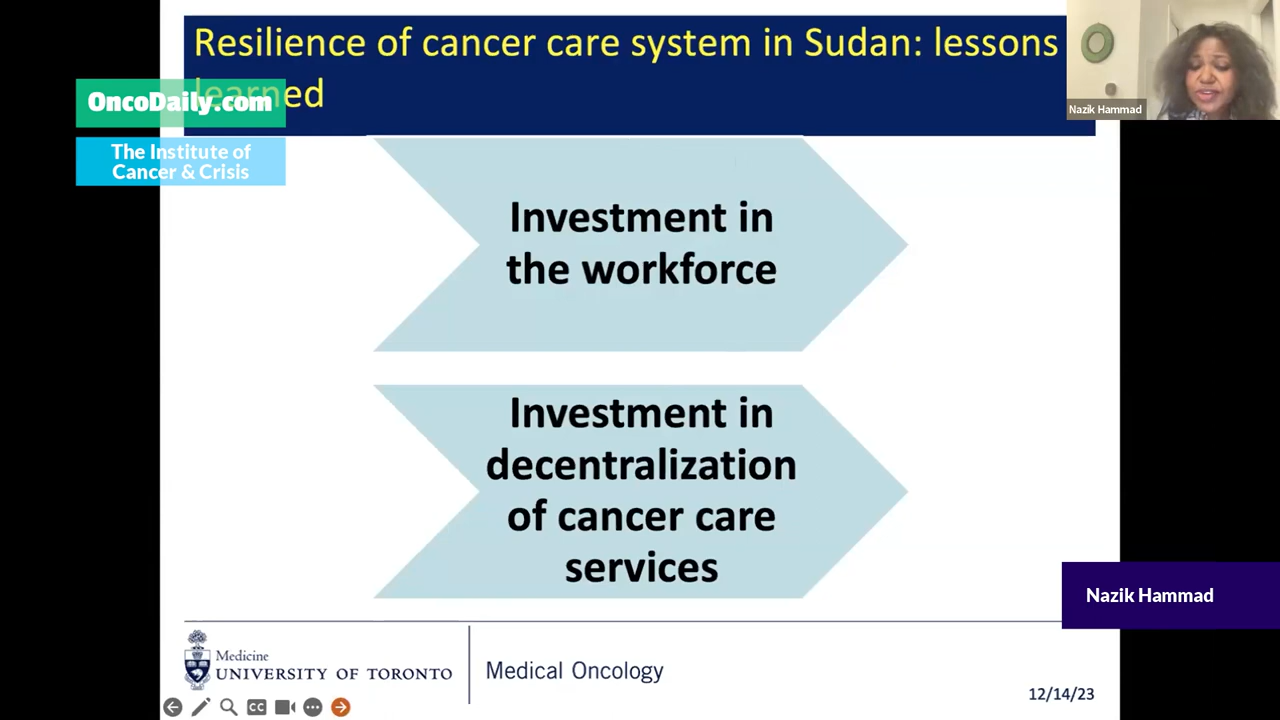 Resilience of cancer care system in Sudan: lessons
learned
OncoDaily.com
The Institute of
Cancer & Crisis
Nazik Hammad
Investment in
the workforce
Investment in
decentralization
of cancer care
services
Nazik Hammad
Medicine
UNIVERSITY OF TORONTO
Medical Oncology
12/14/23
CC